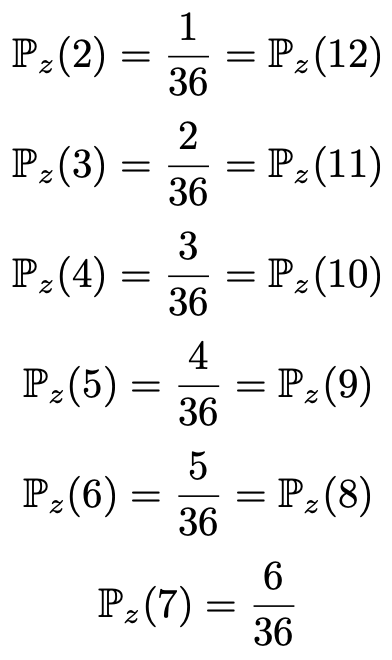 ℙ_z(2) = 1/36 = ℙ_z(12)
ℙ_z(3) = 2/36 = ℙ_z(11)
ℙ_z(4) = 3/36 = ℙ_z(10)
ℙ_z(5) = 4/36 = ℙ_z(9)
ℙ_z(6) = 5/36 = ℙ_z(8)
ℙ_z(7) = 6/36